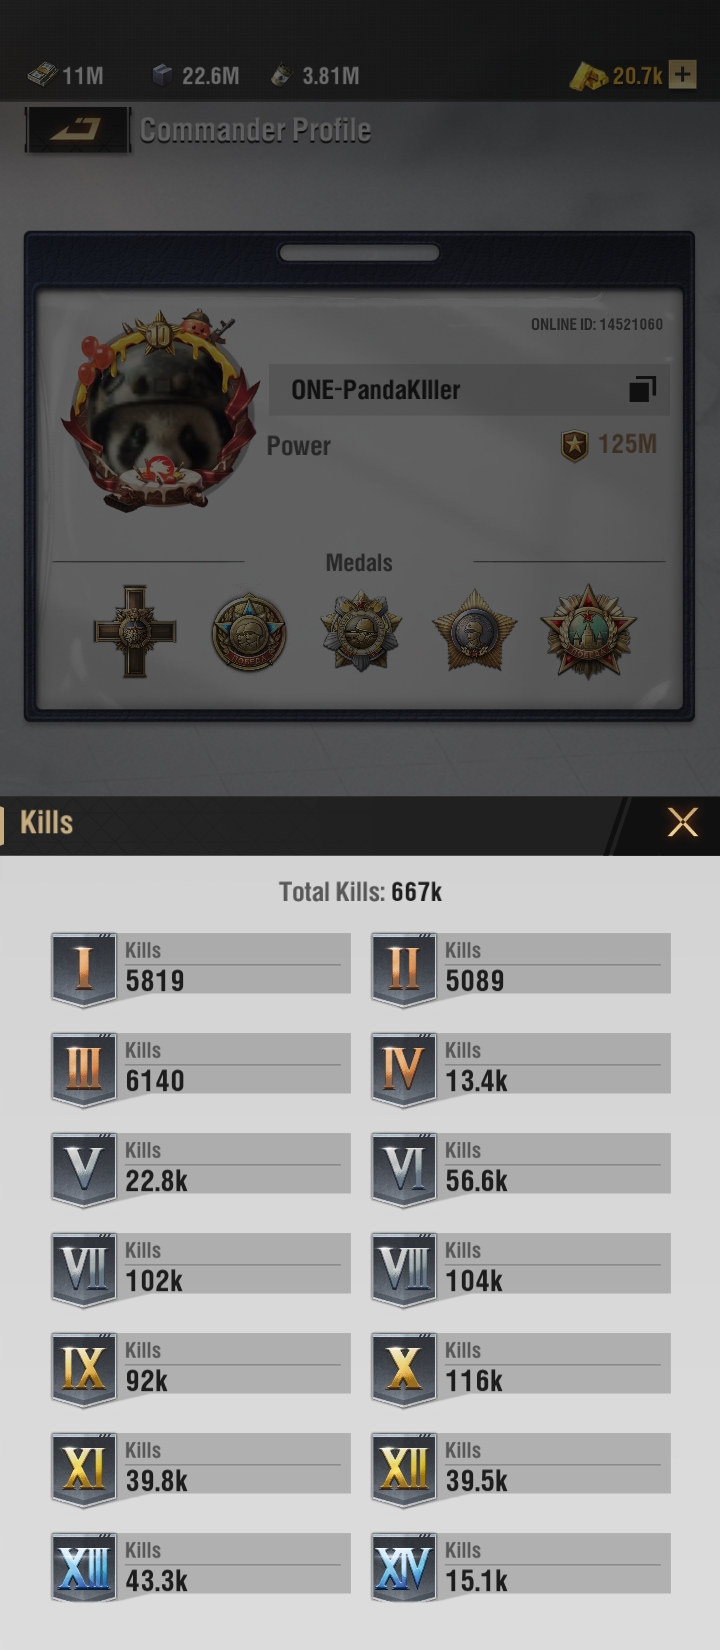 11M 22.6M 3.81M 20.7k +
Commander Profile
10
ONLINE ID: 14521060
ONE-PandaKIller
Power 125M
Medals
Kills
Total Kills: 667k
I Kills 5819
II Kills 5089
III Kills 6140
IV Kills 13.4k
V Kills 22.8k
VI Kills 56.6k
VII Kills 102k
VIII Kills 104k
IX Kills 92k
X Kills 116k
XI Kills 39.8k
XII Kills 39.5k
XIII Kills 43.3k
XIV Kills 15.1k